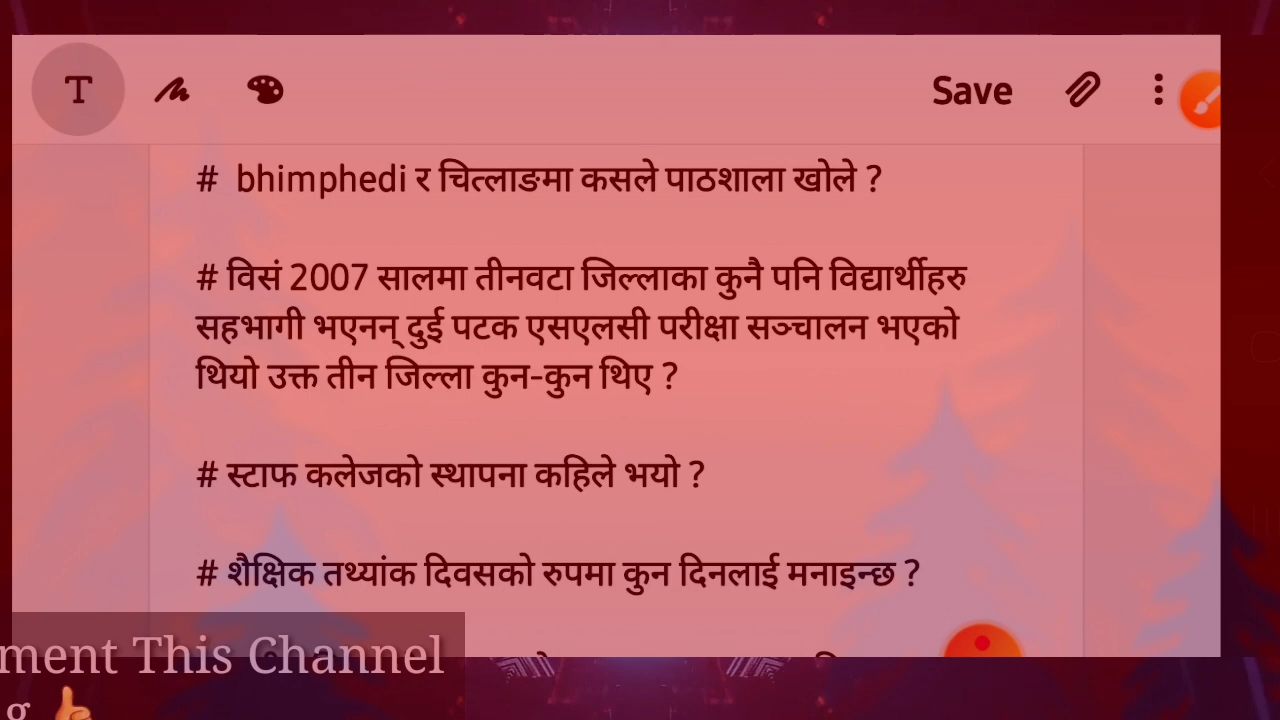 T
Save
# bhimphedi र चित्लाङमा कसले पाठशाला खोले ?
# विसं 2007 सालमा तीनवटा जिल्लाका कुनै पनि विद्यार्थीहरु
सहभागी भएनन् दुई पटक एसएलसी परीक्षा सञ्चालन भएको
थियो उक्त तीन जिल्ला कुन-कुन थिए ?
# स्टाफ कलेजको स्थापना कहिले भयो ?
# शैक्षिक तथ्यांक दिवसको रुपमा कुन दिनलाई मनाइन्छ ?
ment This Channel
g 👍